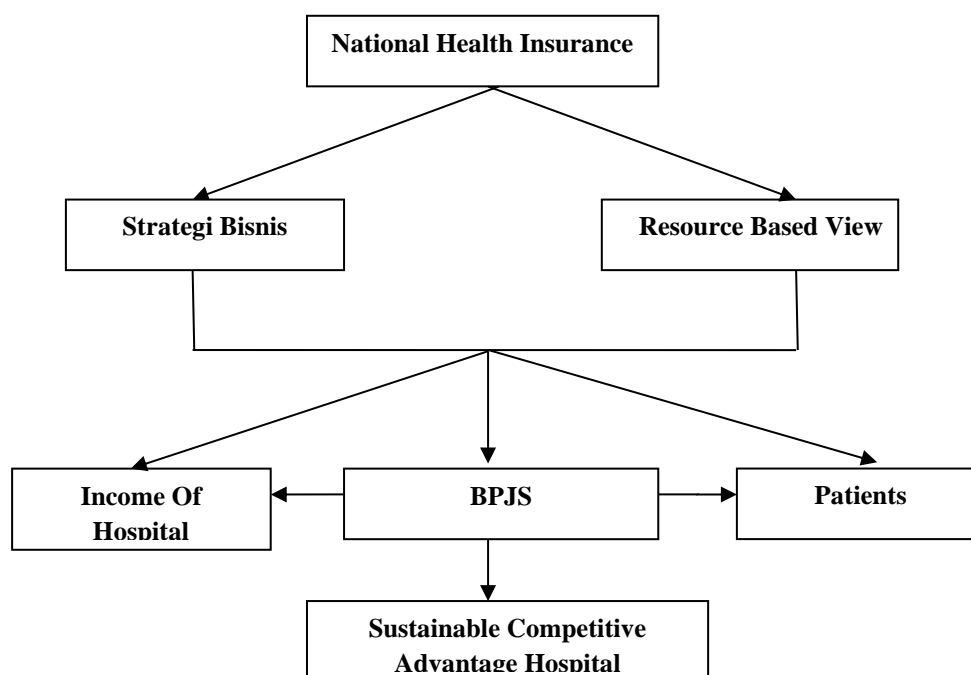 National Health Insurance
Strategi Bisnis
Resource Based View
Income Of
Hospital
BPJS
Patients
Sustainable Competitive
Advantage Hospital